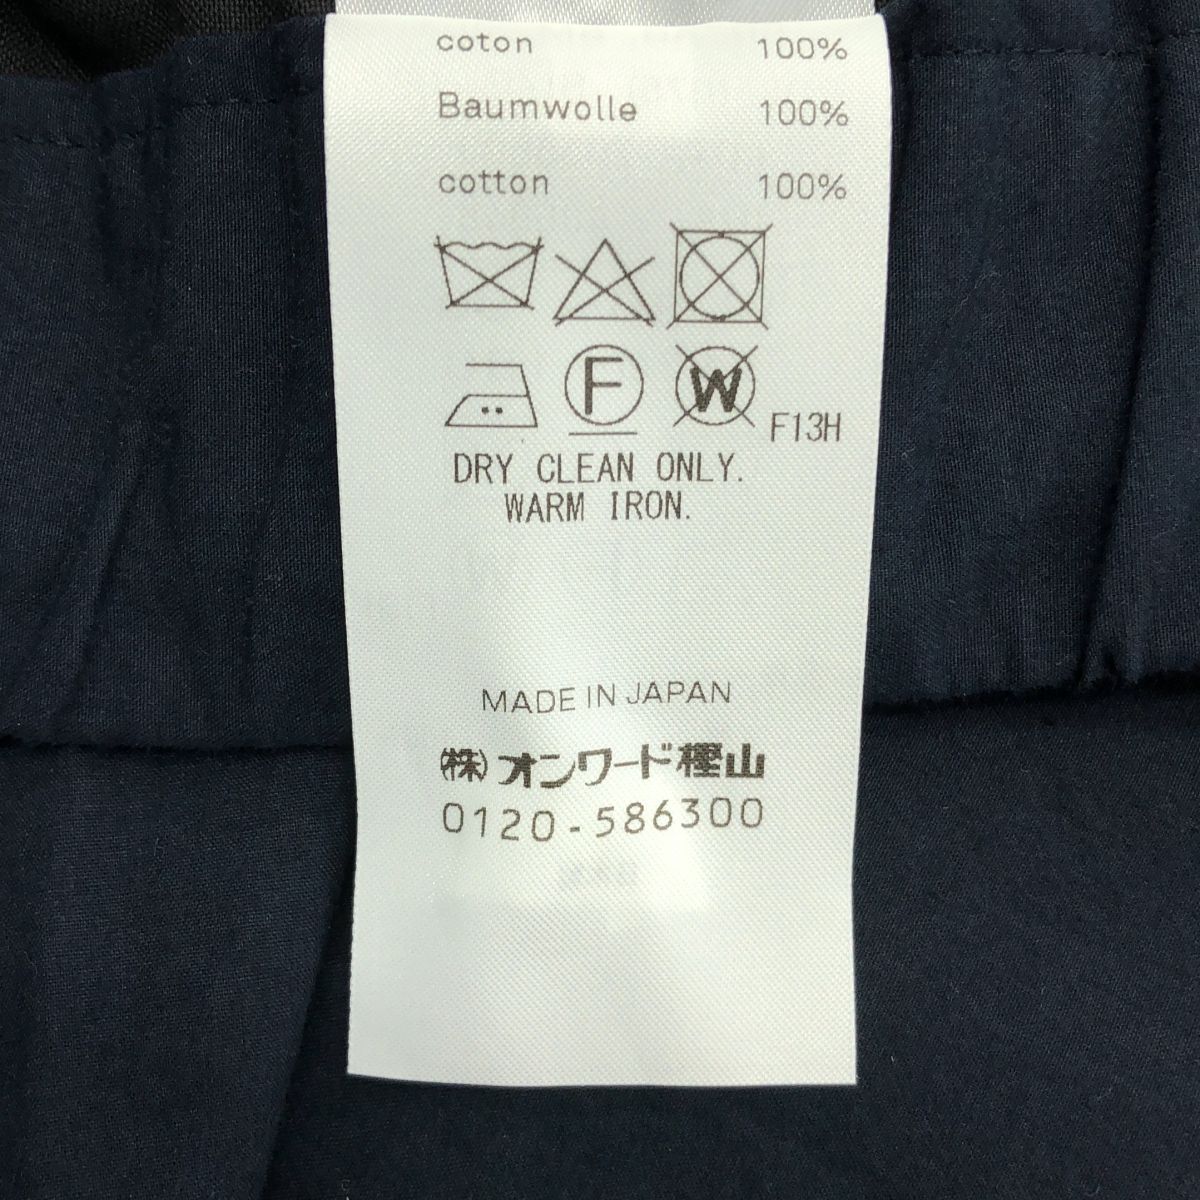 coton 100%
Baumwolle 100%
cotton 100%
F W F13H
DRY CLEAN ONLY.
WARM IRON.
MADE IN JAPAN
㈱オンワード樫山
0120-586300